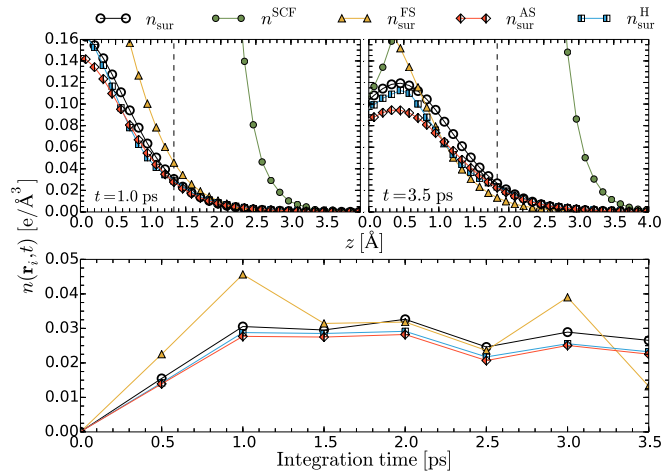 n_sur n^SCF n_sur^FS n_sur^AS n_sur^H
0.16
0.14
0.12
0.10
0.08
0.06
0.04
0.02
0.00
t=1.0 ps
t=3.5 ps
0.0 0.5 1.0 1.5 2.0 2.5 3.0 3.5 0.0 0.5 1.0 1.5 2.0 2.5 3.0 3.5 4.0
z [Å]
n(r_i,t) [e/Å^3]
0.05
0.04
0.03
0.02
0.01
0.00
0.0 0.5 1.0 1.5 2.0 2.5 3.0 3.5
Integration time [ps]